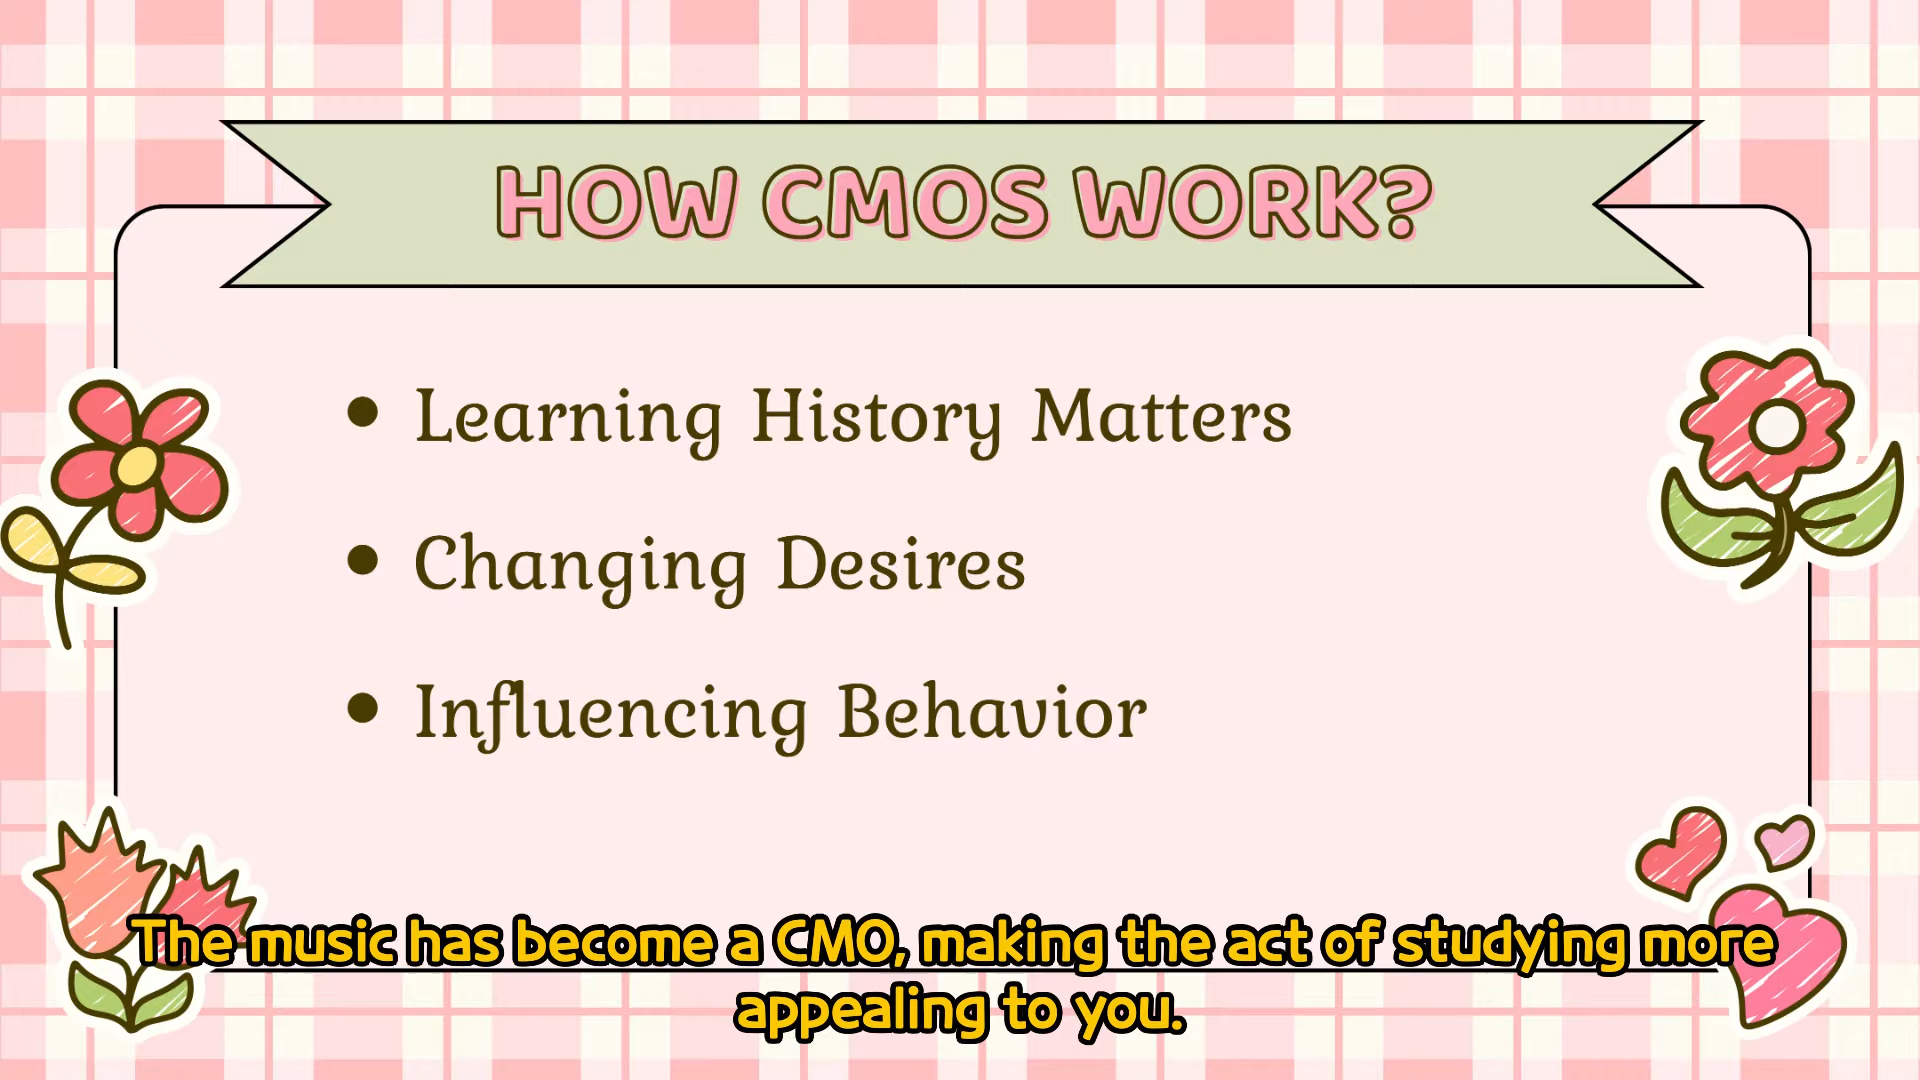 HOW CMOS WORK?
• Learning History Matters
• Changing Desires
• Influencing Behavior
The music has become a CMO, making the act of studying more
appealing to you.